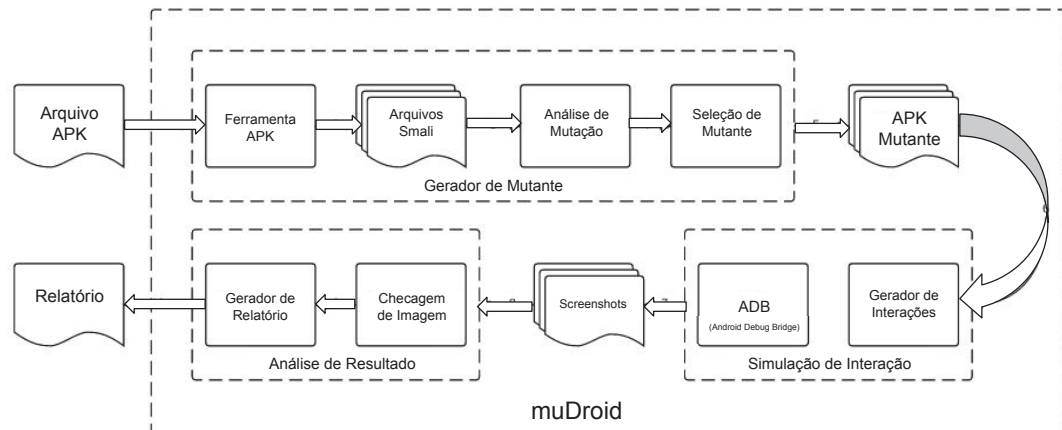 Arquivo
APK
Ferramenta
APK
Arquivos
Smali
Análise de
Mutação
Seleção de
Mutante
APK
Mutante
Gerador de Mutante
Relatório
Gerador de
Relatório
Checagem
de Imagem
Screenshots
ADB
(Android Debug Bridge)
Gerador de
Interações
Análise de Resultado
Simulação de Interação
muDroid